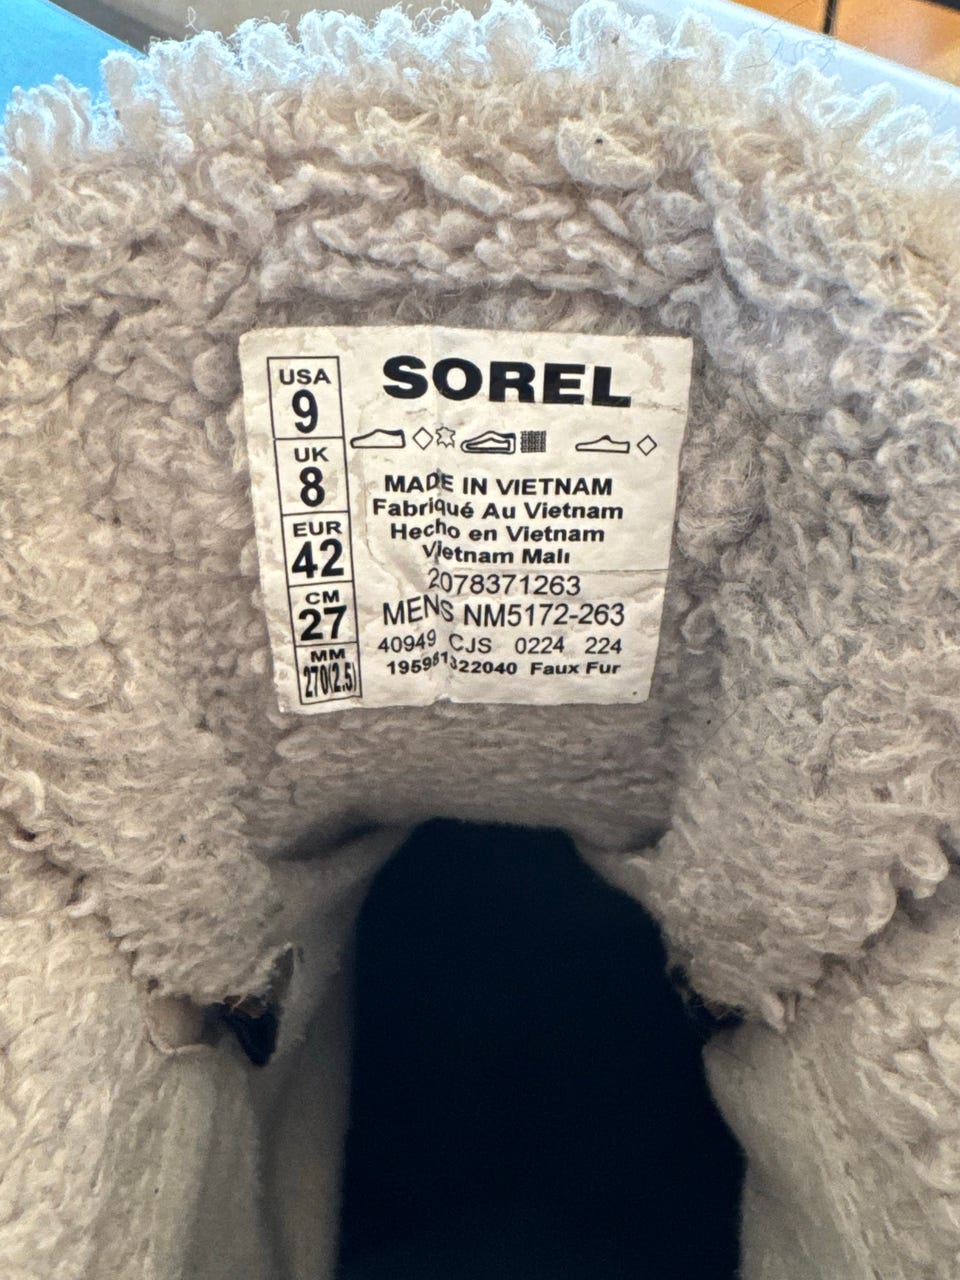 USA
9
UK
8
EUR
42
CM
27
MM
270(2.5)
SOREL
MADE IN VIETNAM
Fabriqué Au Vietnam
Hecho en Vietnam
Vietnam Malı
2078371263
MENS NM5172-263
40949 CJS 0224 224
195981322040 Faux Fur